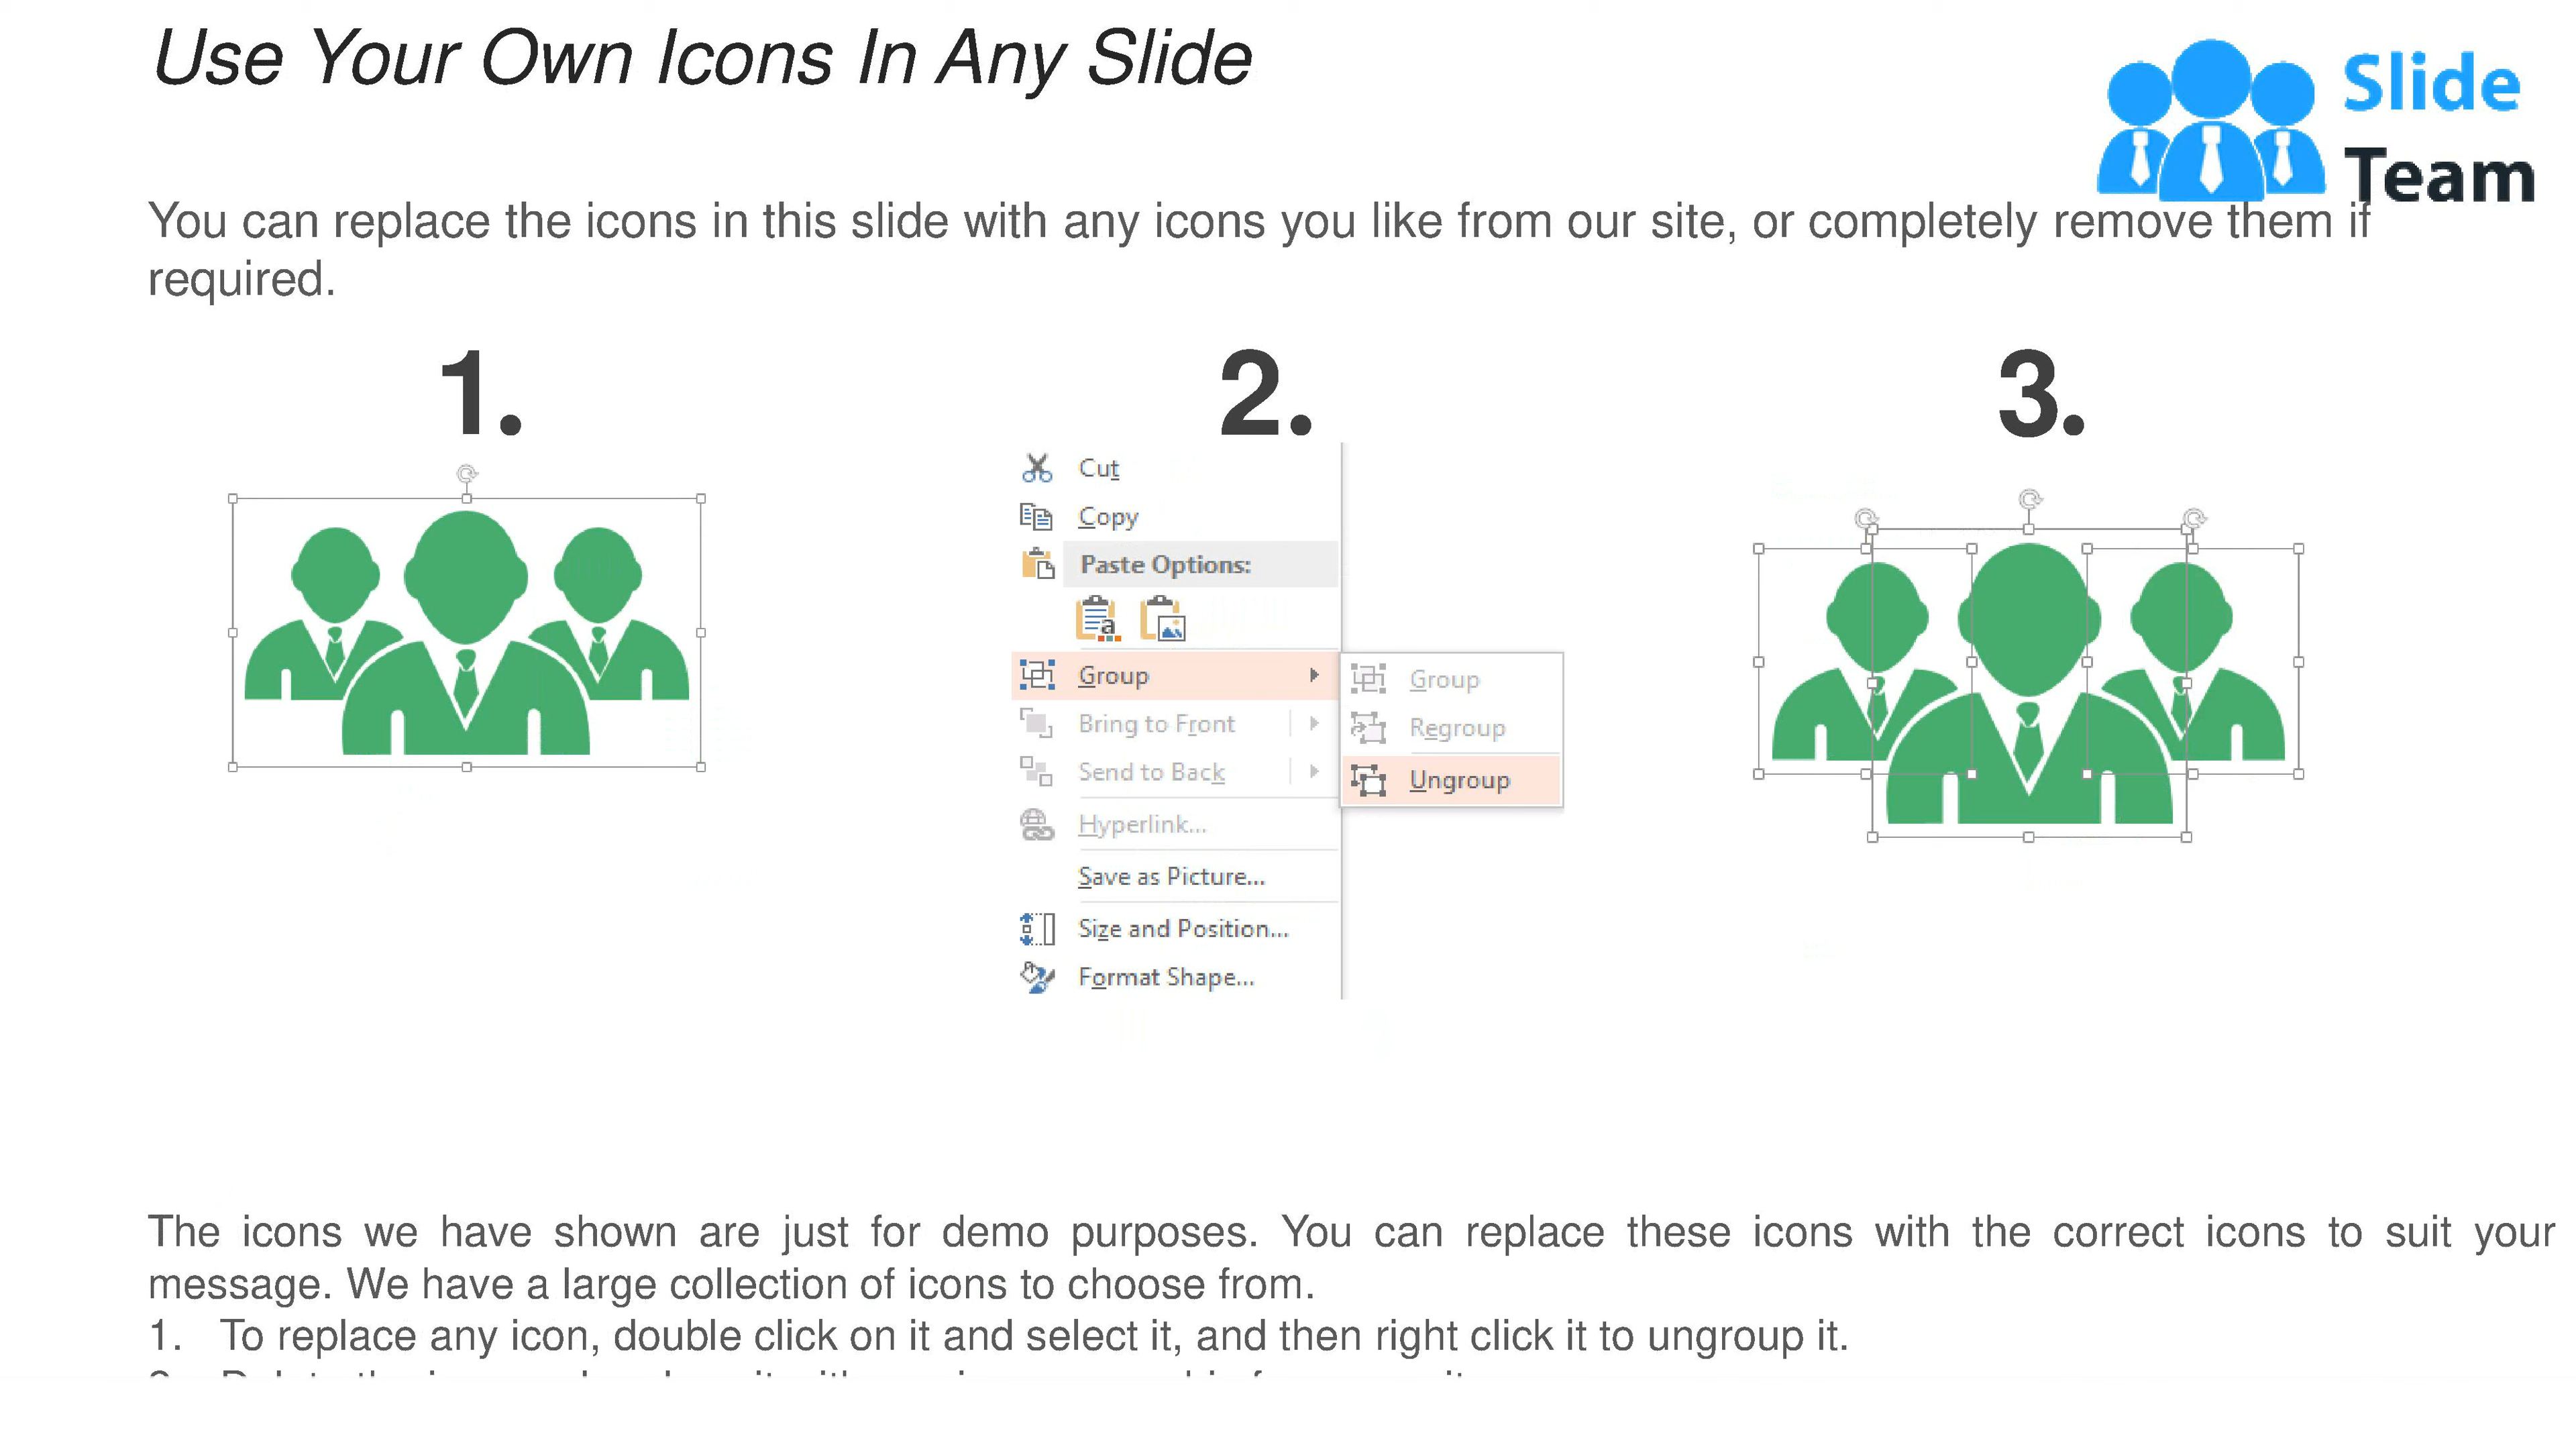 Use Your Own Icons In Any Slide
Slide
Team
You can replace the icons in this slide with any icons you like from our site, or completely remove them if
required.
1.
2.
3.
Cut
Copy
Paste Options:
Group
Bring to Front
Send to Back
Hyperlink...
Save as Picture...
Size and Position...
Format Shape...
Group
Regroup
Ungroup
The icons we have shown are just for demo purposes. You can replace these icons with the correct icons to suit your
message. We have a large collection of icons to choose from.
1. To replace any icon, double click on it and select it, and then right click it to ungroup it.